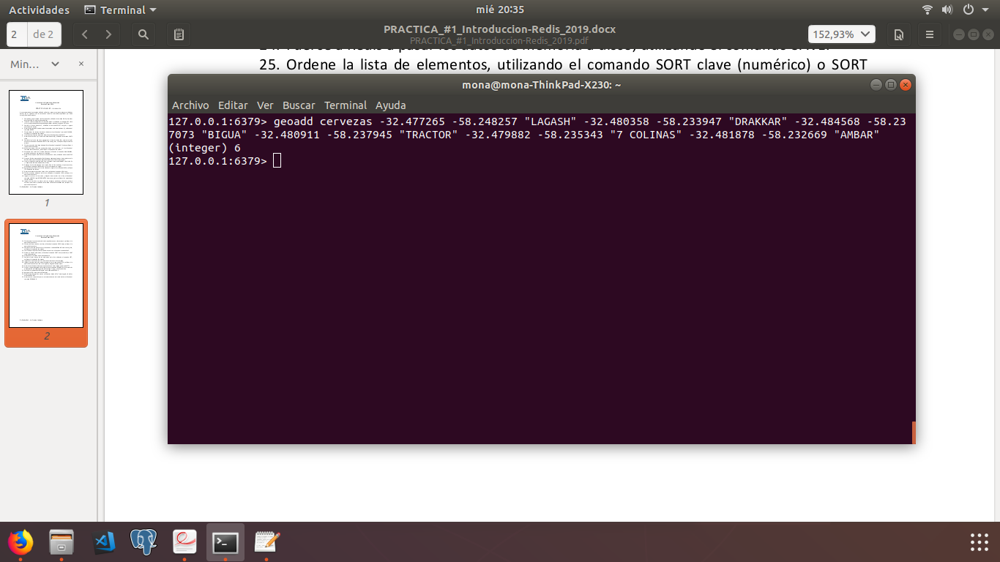 Actividades Terminal mié 20:35
2 de 2 PRACTICA_#1_Introduccion-Redis_2019.docx 152,93%
PRACTICA_#1_Introduccion-Redis_2019.pdf
Min...
25. Ordene la lista de elementos, utilizando el comando SORT clave (numérico) o SORT
mona@mona-ThinkPad-X230: ~
Archivo Editar Ver Buscar Terminal Ayuda
127.0.0.1:6379> geoadd cervezas -32.477265 -58.248257 "LAGASH" -32.480358 -58.233947 "DRAKKAR" -32.484568 -58.23
7073 "BIGUA" -32.480911 -58.237945 "TRACTOR" -32.479882 -58.235343 "7 COLINAS" -32.481878 -58.232669 "AMBAR"
(integer) 6
127.0.0.1:6379>
1
2